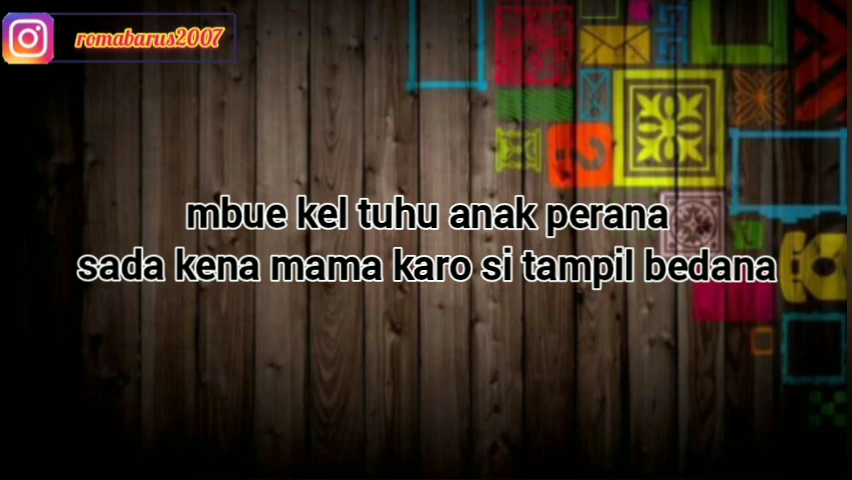 romabarus2007
mbue kel tuhu anak perana
sada kena mama karo si tampil bedana